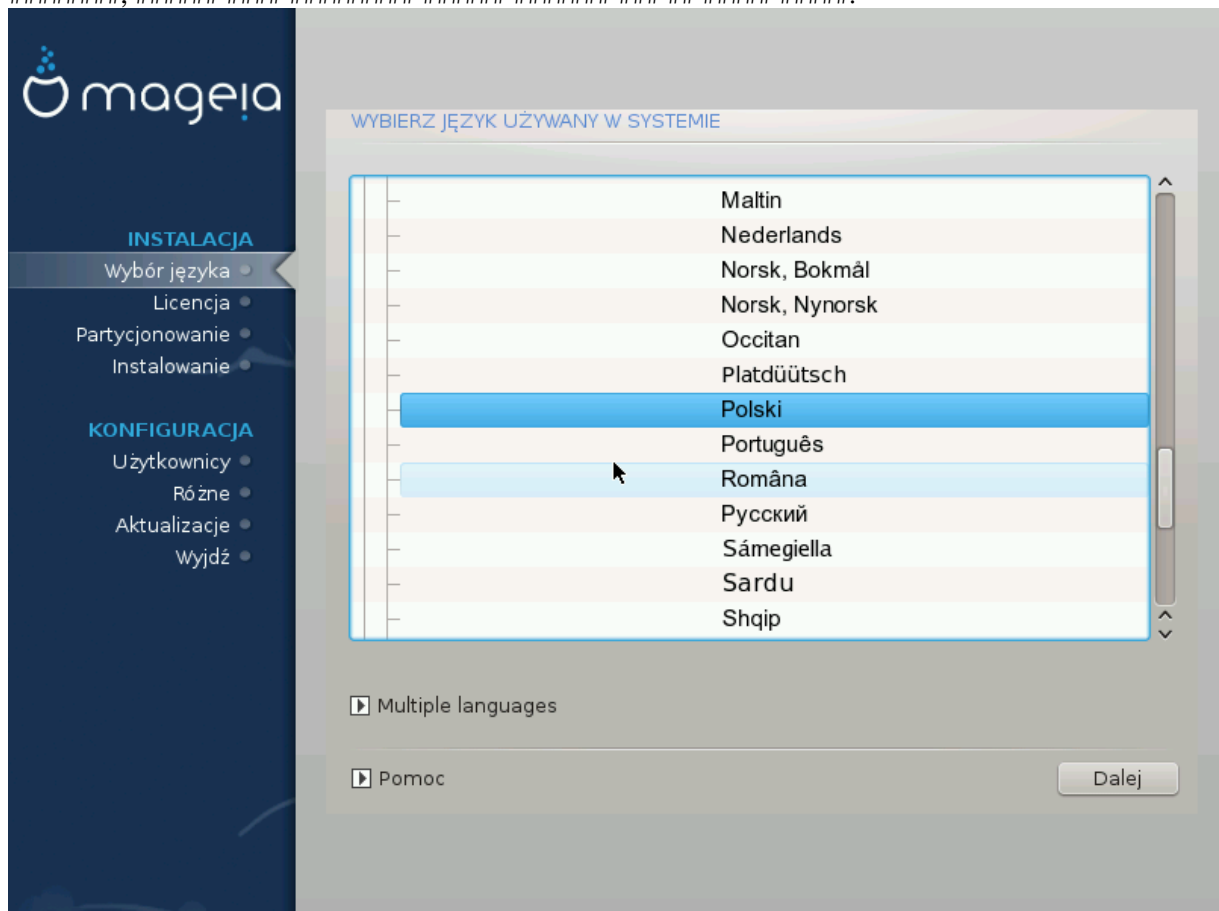 mageia
WYBIERZ JĘZYK UŻYWANY W SYSTEMIE
INSTALACJA
Wybór języka
Licencja
Partycjonowanie
Instalowanie
KONFIGURACJA
Użytkownicy
Różne
Aktualizacje
Wyjdź
Maltin
Nederlands
Norsk, Bokmål
Norsk, Nynorsk
Occitan
Platdüütsch
Polski
Português
Româna
Русский
Sámegiella
Sardu
Shqip
Multiple languages
Pomoc
Dalej